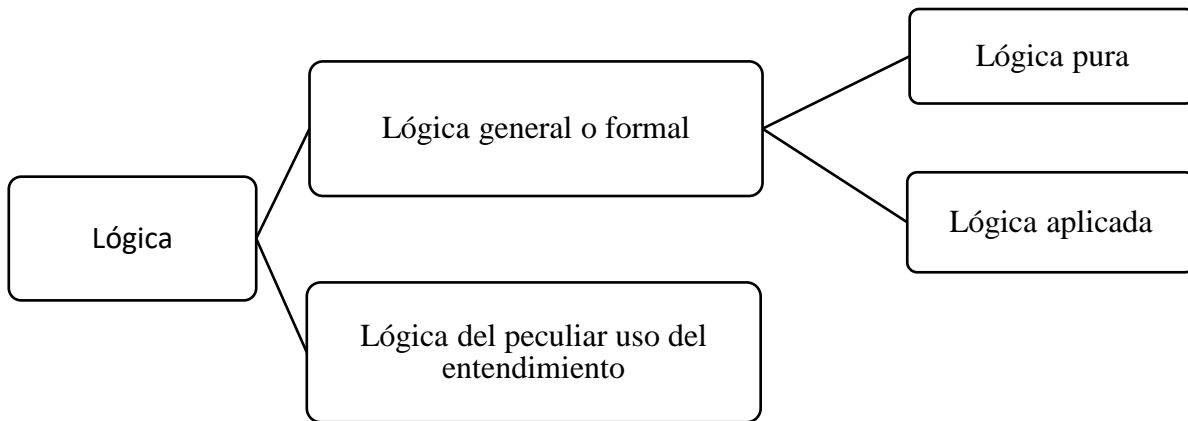 Lógica
Lógica general o formal
Lógica pura
Lógica aplicada
Lógica del peculiar uso del
entendimiento